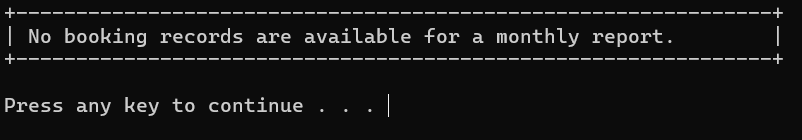 +----------------------------------------------------------------+
| No booking records are available for a monthly report.         |
+----------------------------------------------------------------+
Press any key to continue . . .